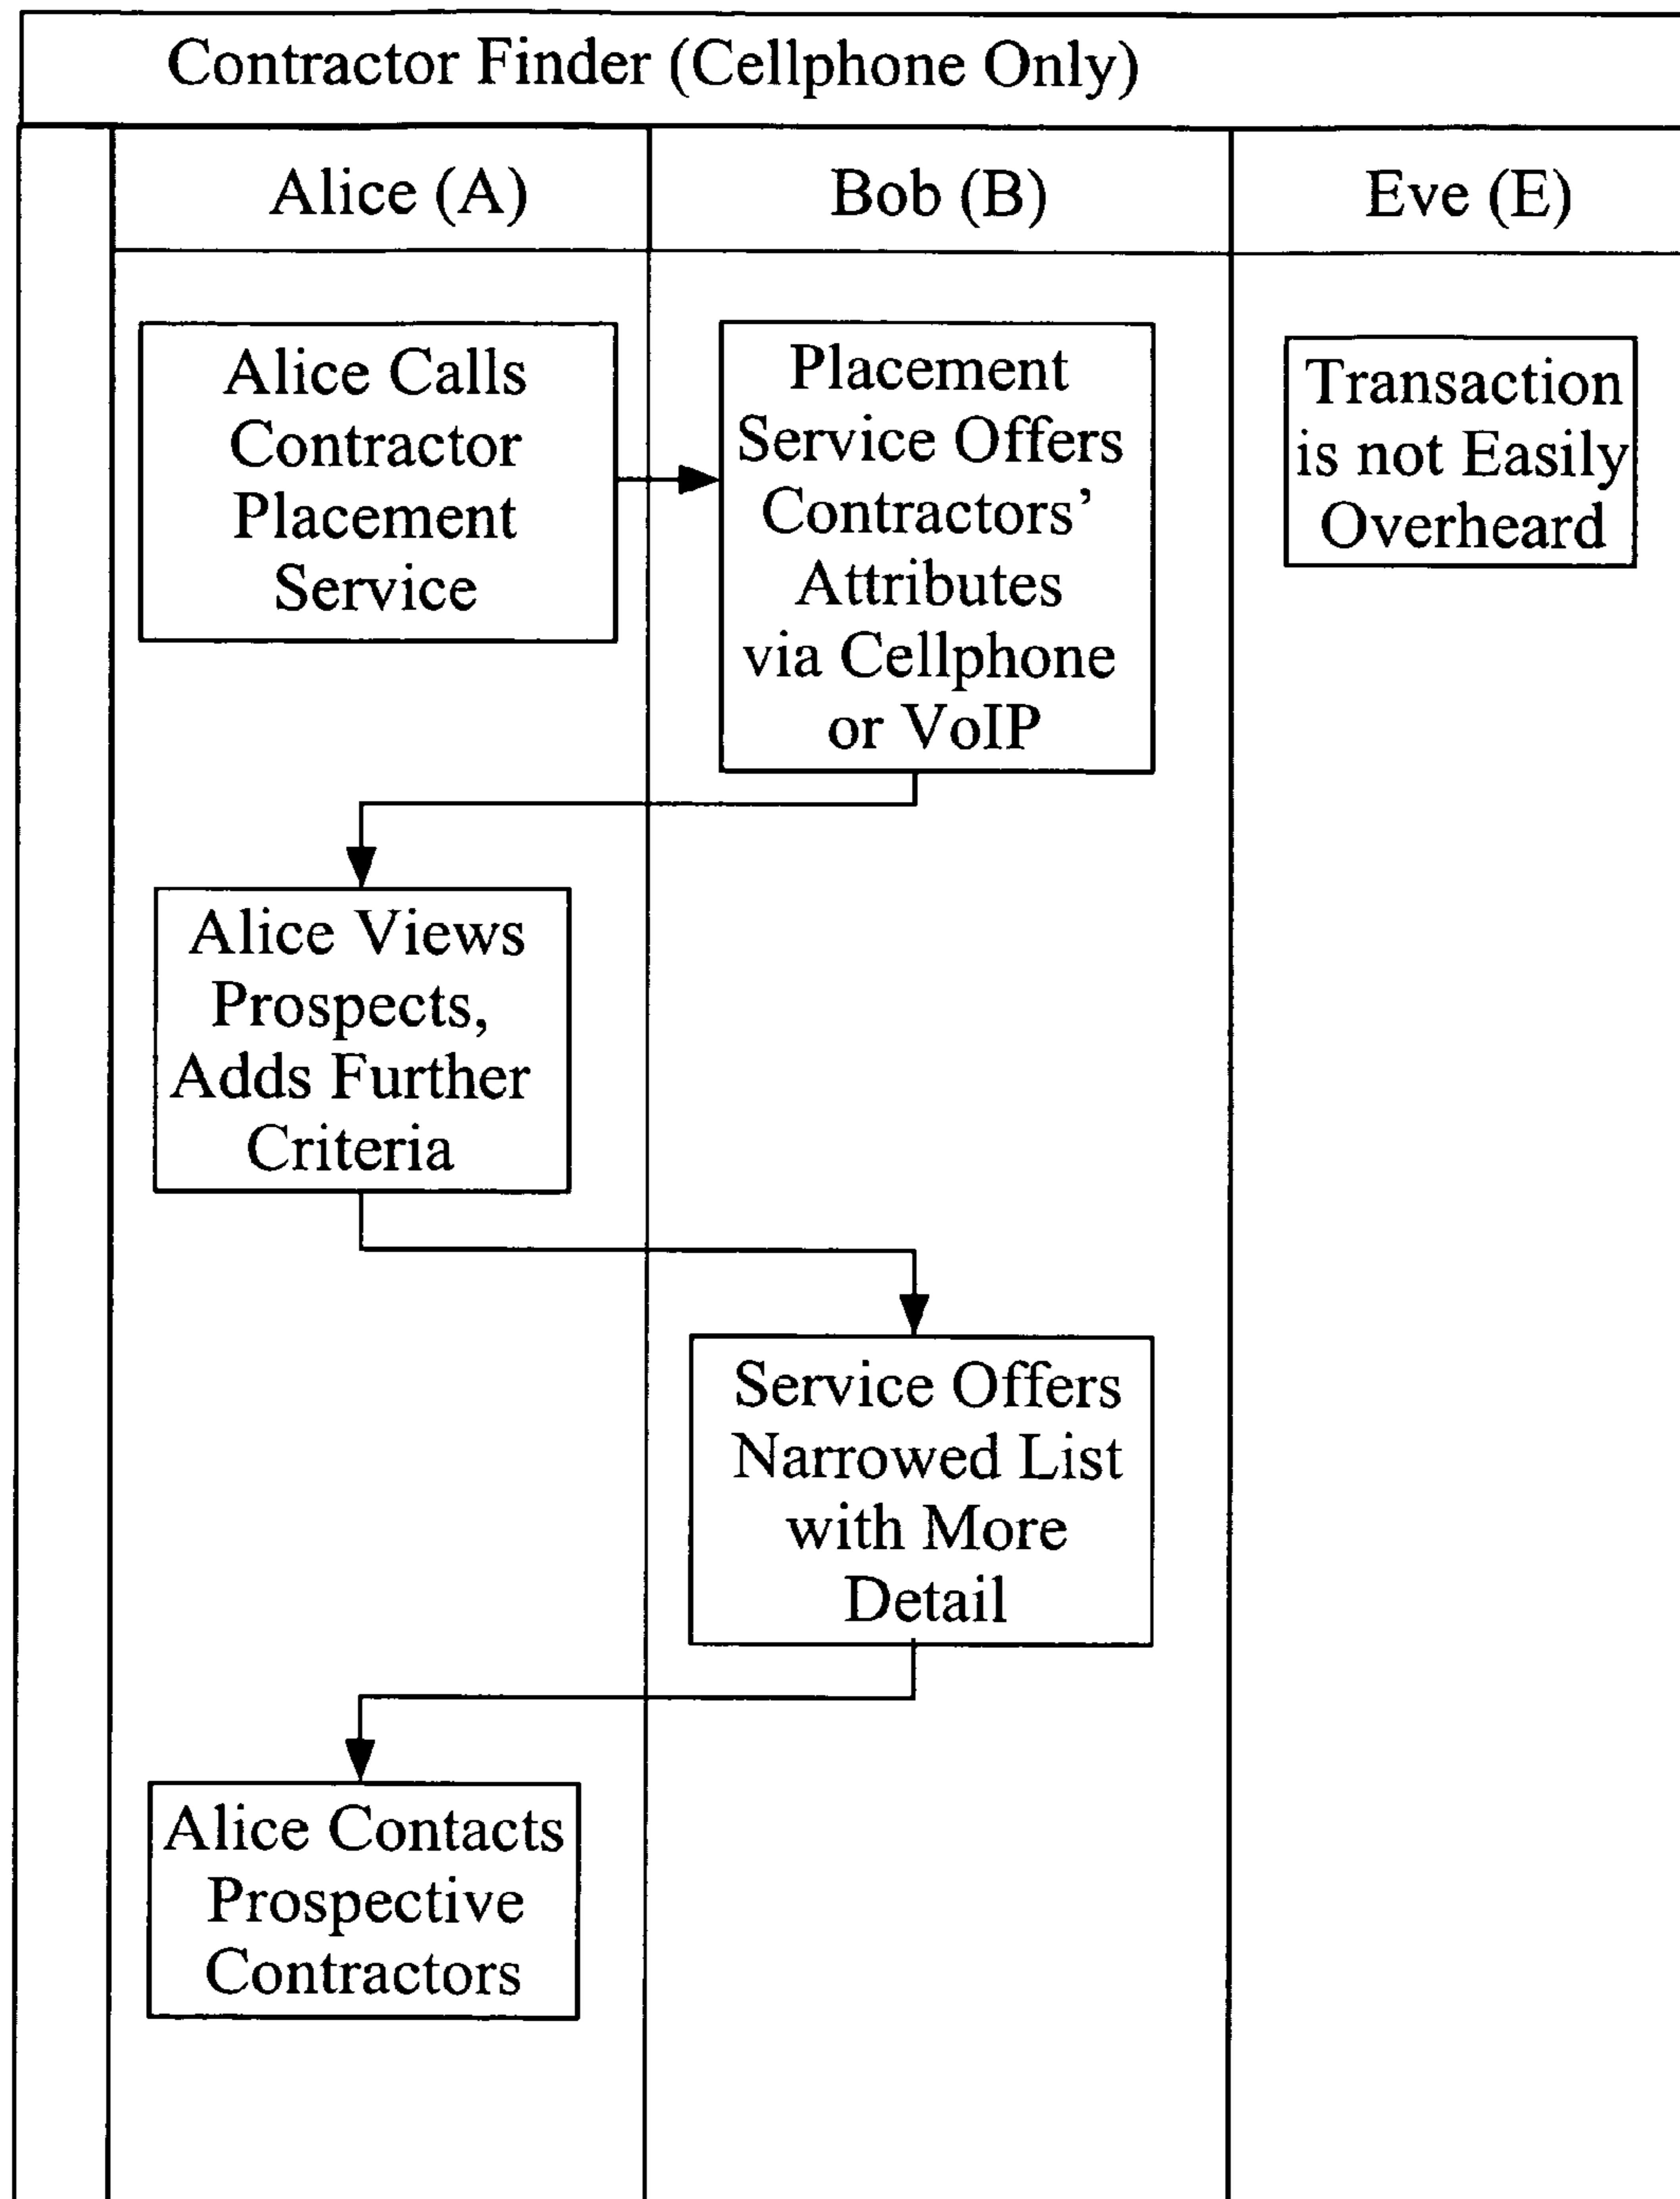 Contractor Finder (Cellphone Only)
Alice (A)
Bob (B)
Eve (E)
Alice Calls
Contractor
Placement
Service
Placement
Service Offers
Contractors’
Attributes
via Cellphone
or VoIP
Transaction
is not Easily
Overheard
Alice Views
Prospects,
Adds Further
Criteria
Service Offers
Narrowed List
with More
Detail
Alice Contacts
Prospective
Contractors